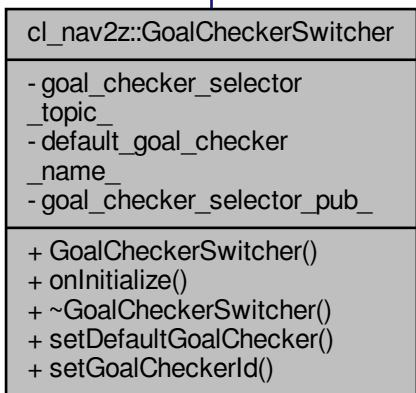 cl_nav2z::GoalCheckerSwitcher
- goal_checker_selector
_topic_
- default_goal_checker
_name_
- goal_checker_selector_pub_
+ GoalCheckerSwitcher()
+ onInitialize()
+ ~GoalCheckerSwitcher()
+ setDefaultGoalChecker()
+ setGoalCheckerId()